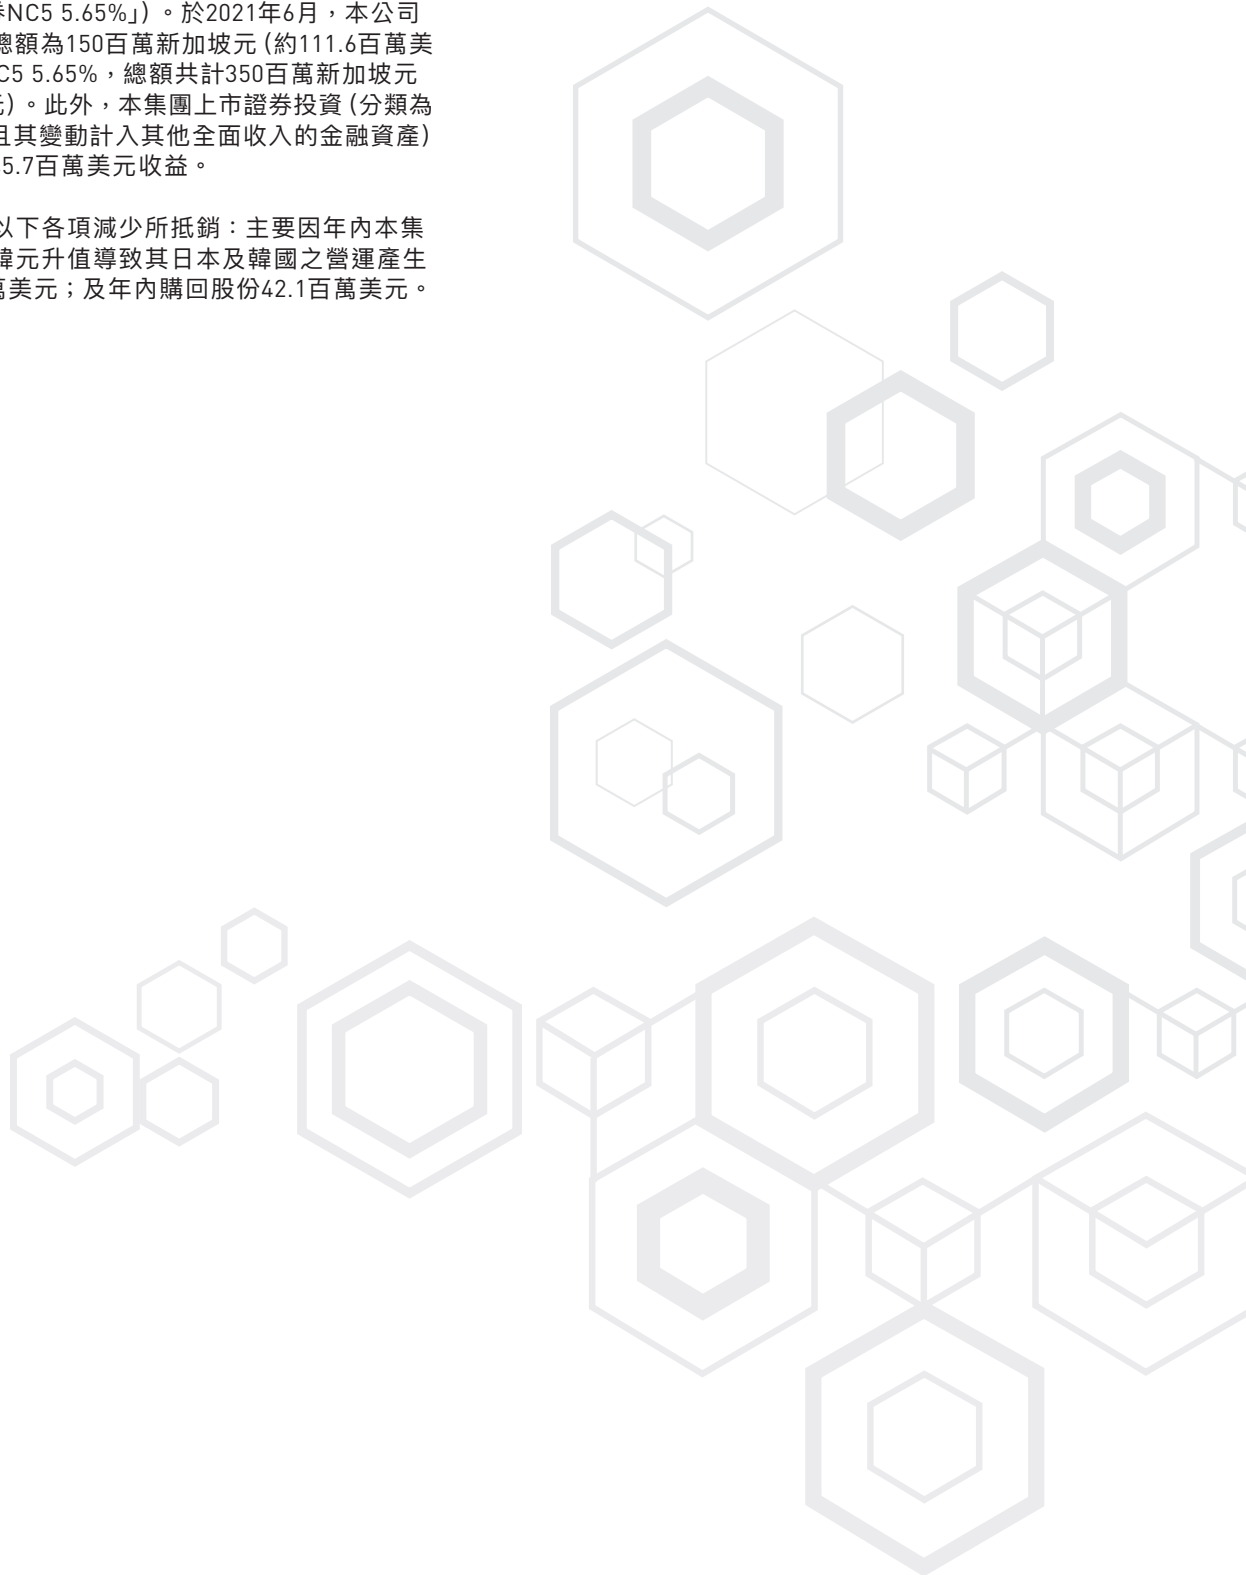 NC5 5.65%」)。於2021年6月，本公司
總額為150百萬新加坡元(約111.6百萬美
C5 5.65%，總額共計350百萬新加坡元
元)。此外，本集團上市證券投資(分類為
且其變動計入其他全面收入的金融資產)
5.7百萬美元收益。
以下各項減少所抵銷：主要因年內本集
韓元升值導致其日本及韓國之營運產生
萬美元；及年內購回股份42.1百萬美元。